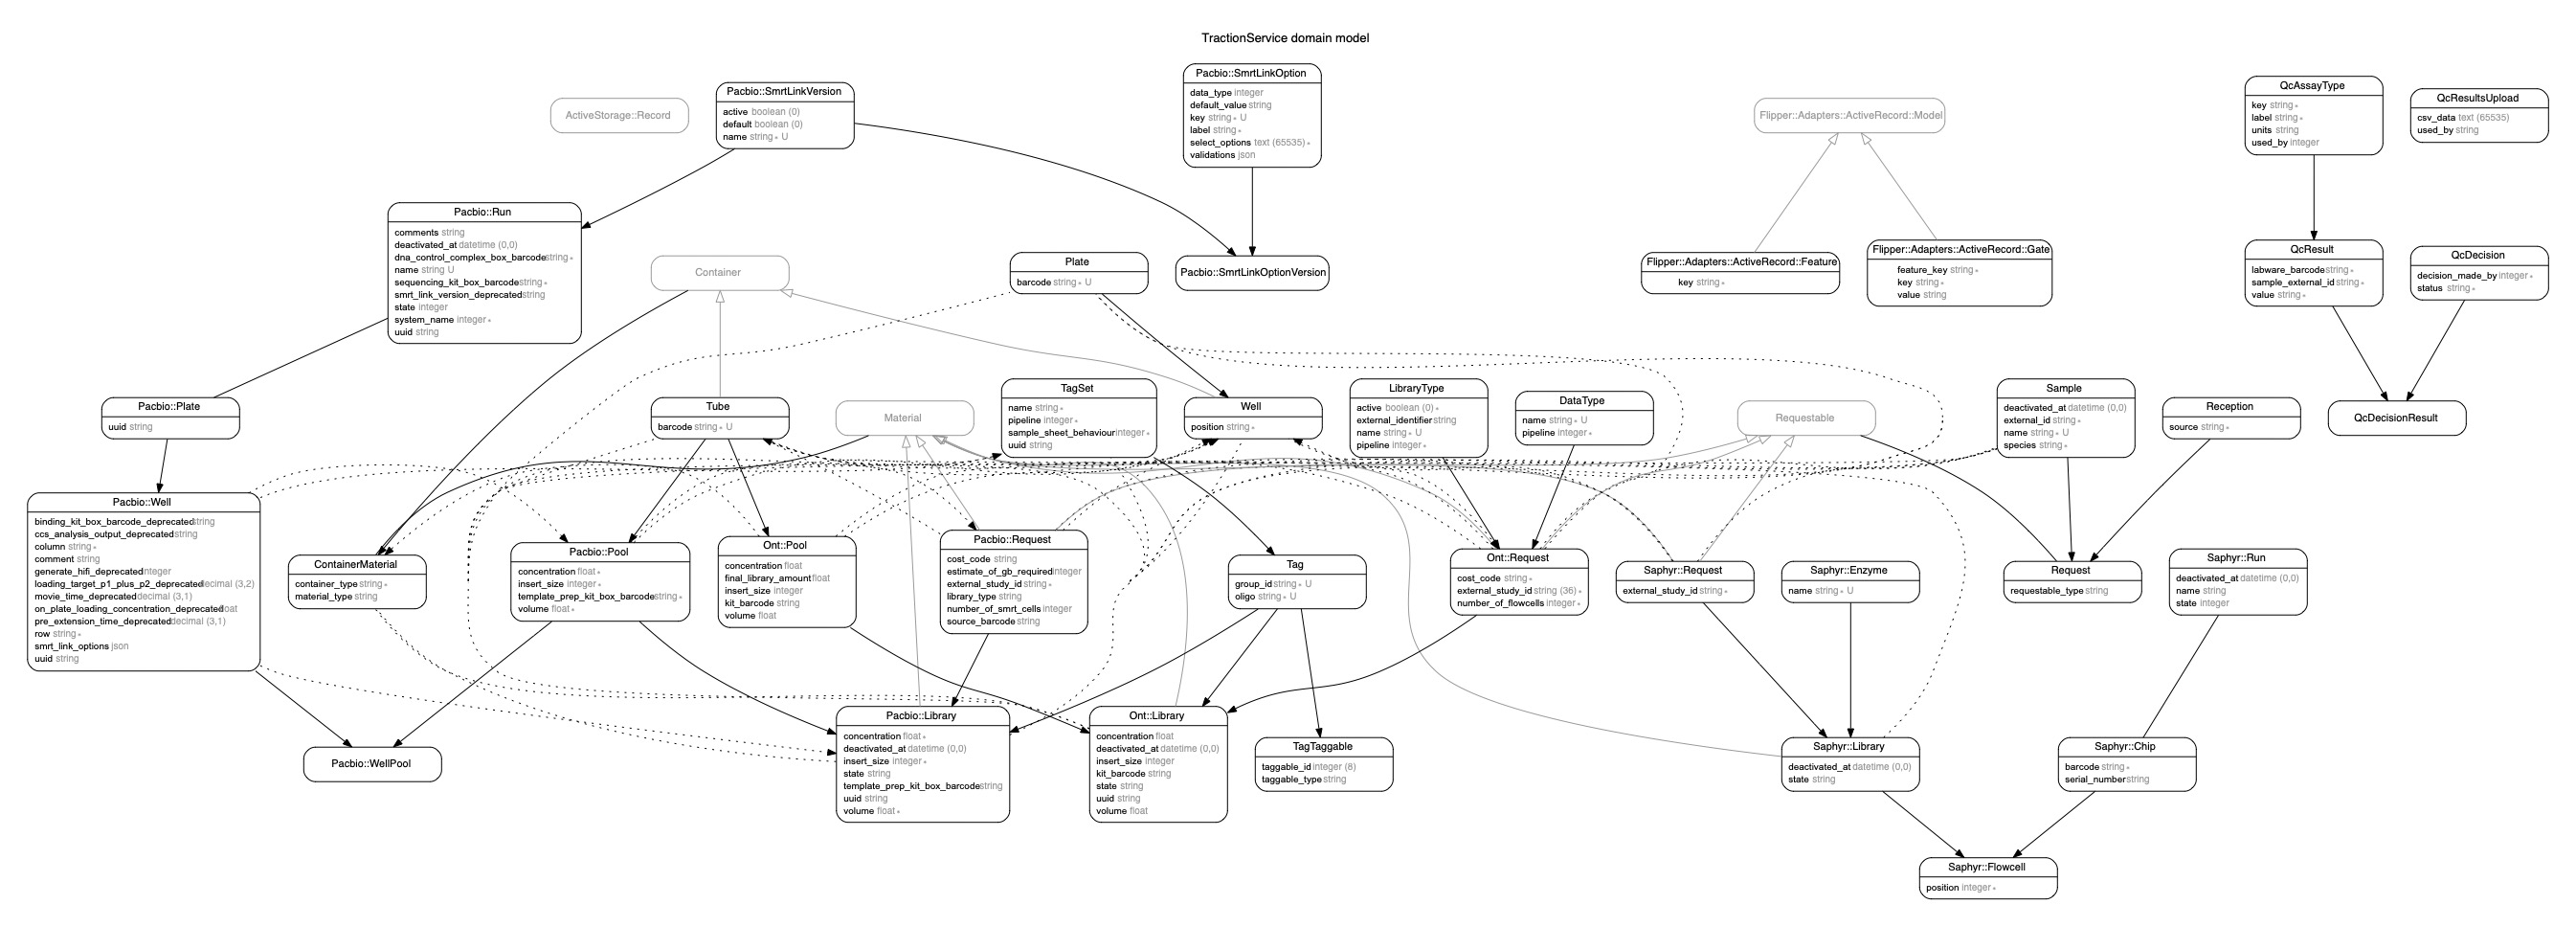 TractionService domain model
ActiveStorage::Record
Pacbio::SmrtLinkVersion
active boolean (0)
default boolean (0)
name string ∗ U
Pacbio::SmrtLinkOption
data_type integer
default_value string
key string ∗ U
label string ∗
select_options text (65535) ∗
validations json
Flipper::Adapters::ActiveRecord::Model
QcAssayType
key string ∗
label string ∗
units string
used_by integer
QcResultsUpload
csv_data text (65535)
used_by string
Pacbio::Run
comments string
deactivated_at datetime (0,0)
dna_control_complex_box_barcode string ∗
name string U
sequencing_kit_box_barcode string ∗
smrt_link_version_deprecated string
state integer
system_name integer ∗
uuid string
Container
Plate
barcode string ∗ U
Pacbio::SmrtLinkOptionVersion
Flipper::Adapters::ActiveRecord::Feature
key string ∗
Flipper::Adapters::ActiveRecord::Gate
feature_key string ∗
key string ∗
value string
QcResult
labware_barcode string ∗
sample_external_id string ∗
value string ∗
QcDecision
decision_made_by integer ∗
status string ∗
Pacbio::Plate
uuid string
Tube
barcode string ∗ U
Material
TagSet
name string ∗
pipeline integer ∗
sample_sheet_behaviour integer ∗
uuid string
Well
position string ∗
LibraryType
active boolean (0) ∗
external_identifier string
name string ∗ U
pipeline integer ∗
DataType
name string ∗ U
pipeline integer ∗
Requestable
Sample
deactivated_at datetime (0,0)
external_id string ∗
name string ∗ U
species string ∗
Reception
source string ∗
QcDecisionResult
Pacbio::Well
binding_kit_box_barcode_deprecated string
ccs_analysis_output_deprecated string
column string ∗
comment string
generate_hifi_deprecated integer
loading_target_p1_plus_p2_deprecated decimal (3,2)
movie_time_deprecated decimal (3,1)
on_plate_loading_concentration_deprecated float
pre_extension_time_deprecated decimal (3,1)
row string ∗
smrt_link_options json
uuid string
ContainerMaterial
container_type string ∗
material_type string
Pacbio::Pool
concentration float ∗
insert_size integer ∗
template_prep_kit_box_barcode string ∗
volume float ∗
Ont::Pool
concentration float
final_library_amount float
insert_size integer
kit_barcode string
volume float
Pacbio::Request
cost_code string
estimate_of_gb_required integer
external_study_id string ∗
library_type string
number_of_smrt_cells integer
source_barcode string
Tag
group_id string ∗ U
oligo string ∗ U
Ont::Request
cost_code string ∗
external_study_id string (36) ∗
number_of_flowcells integer ∗
Saphyr::Request
external_study_id string ∗
Saphyr::Enzyme
name string ∗ U
Request
requestable_type string
Saphyr::Run
deactivated_at datetime (0,0)
name string
state integer
Pacbio::WellPool
Pacbio::Library
concentration float ∗
deactivated_at datetime (0,0)
insert_size integer ∗
state string
template_prep_kit_box_barcode string
uuid string
volume float ∗
Ont::Library
concentration float
deactivated_at datetime (0,0)
insert_size integer
kit_barcode string
state string
uuid string
volume float
TagTaggable
taggable_id integer (8)
taggable_type string
Saphyr::Library
deactivated_at datetime (0,0)
state string
Saphyr::Chip
barcode string ∗
serial_number string
Saphyr::Flowcell
position integer ∗